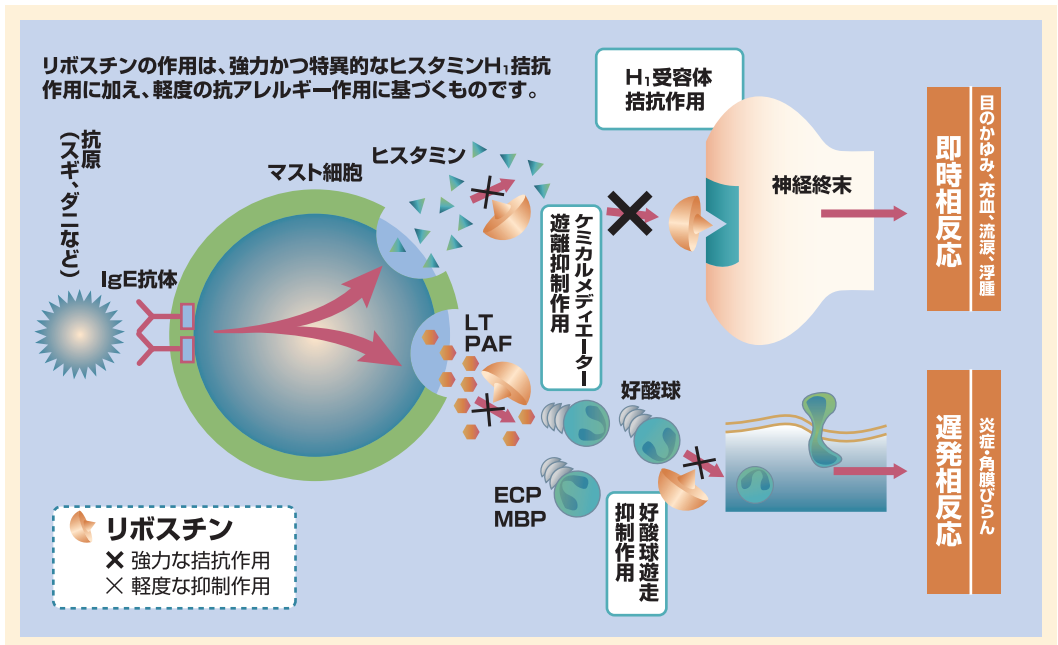 リボスチンの作用は、強力かつ特異的なヒスタミンH₁拮抗
作用に加え、軽度の抗アレルギー作用に基づくものです。
H₁受容体
拮抗作用
抗原
(スギ、ダニなど)
IgE抗体
マスト細胞
ヒスタミン
ケミカルメディエーター
遊離抑制作用
神経終末
即時相反応
目のかゆみ、充血、流涙、浮腫
LT
PAF
好酸球
ECP
MBP
好酸球遊走
抑制作用
遅発相反応
炎症・角膜びらん
リボスチン
✕ 強力な拮抗作用
× 軽度な抑制作用